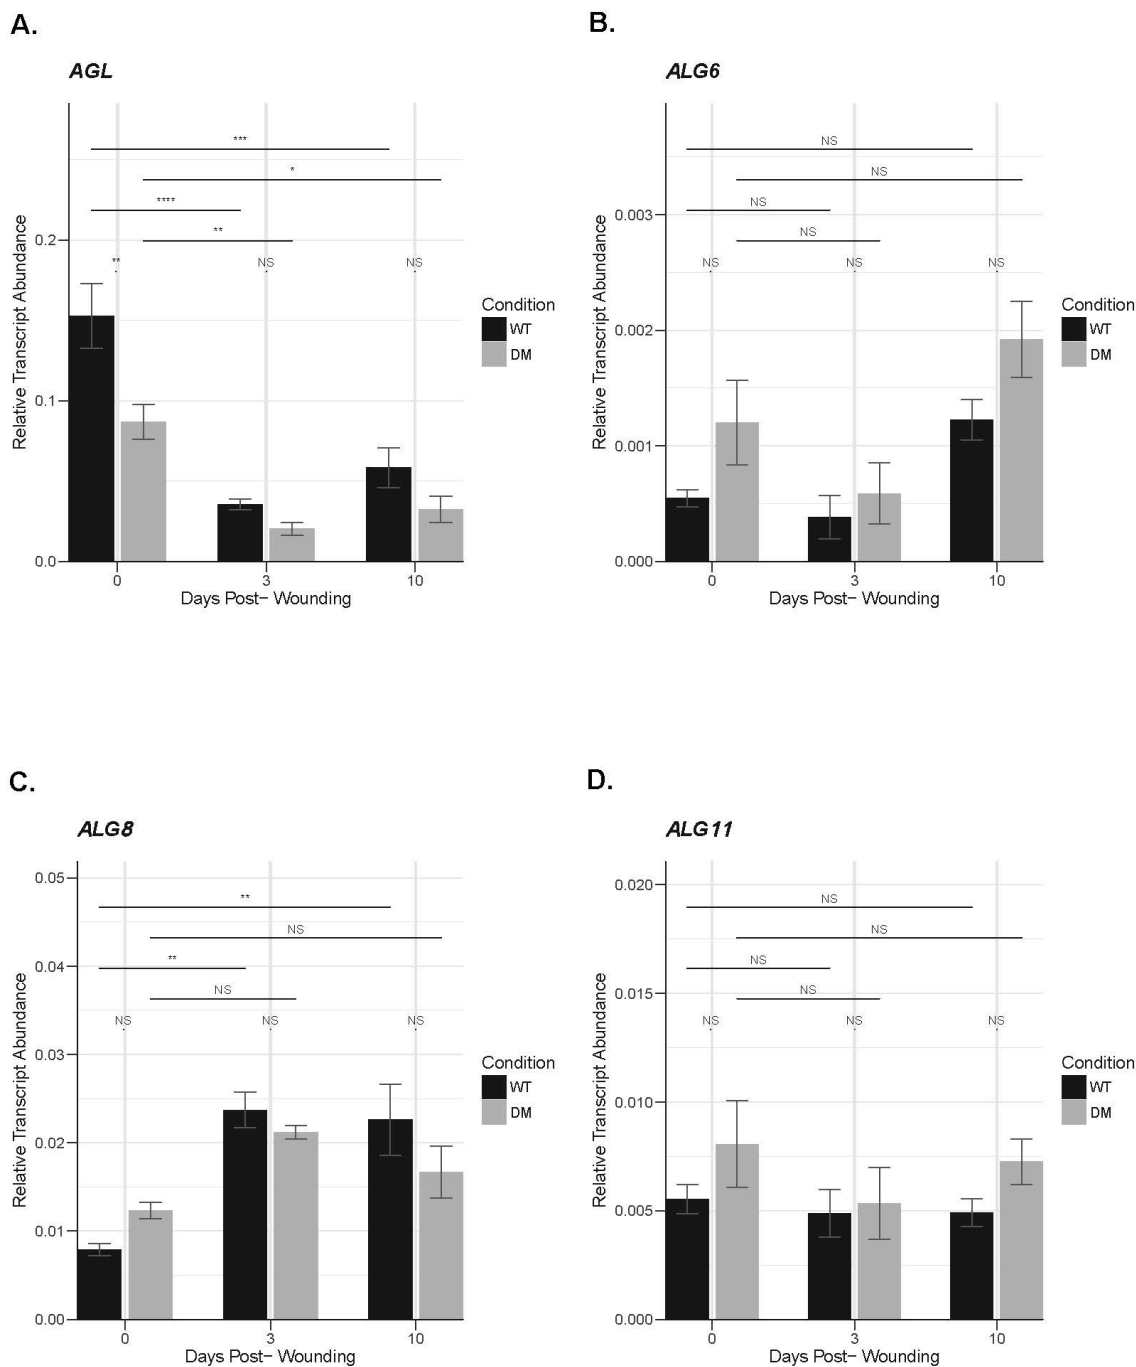 A.
AGL
***
*
****
**
** NS NS
0.2
0.1
0.0
Relative Transcript Abundance
0 3 10
Days Post− Wounding
Condition
WT
DM
B.
ALG6
NS
NS
NS
NS
NS NS NS
0.003
0.002
0.001
0.000
Relative Transcript Abundance
0 3 10
Days Post− Wounding
Condition
WT
DM
C.
ALG8
**
NS
**
NS
NS NS NS
0.05
0.04
0.03
0.02
0.01
0.00
Relative Transcript Abundance
0 3 10
Days Post− Wounding
Condition
WT
DM
D.
ALG11
NS
NS
NS
NS
NS NS NS
0.020
0.015
0.010
0.005
0.000
Relative Transcript Abundance
0 3 10
Days Post− Wounding
Condition
WT
DM